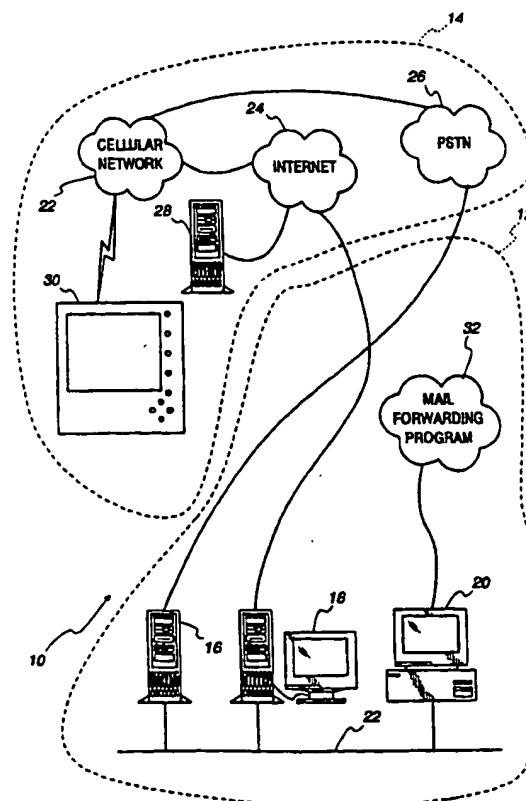 14
26
24
CELLULAR
NETWORK
INTERNET
PSTN
22
28
12
30
32
MAIL
FORWARDING
PROGRAM
18
20
16
10
22